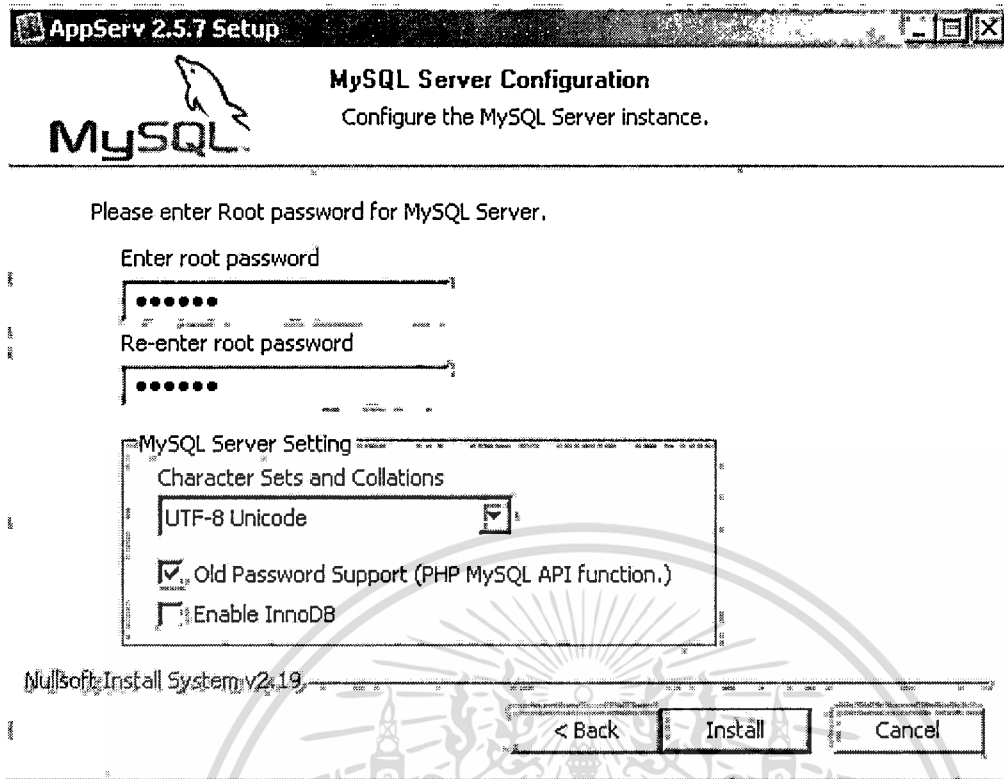 AppServ 2.5.7 Setup
MySQL
MySQL Server Configuration
Configure the MySQL Server instance.
Please enter Root password for MySQL Server.
Enter root password
••••••
Re-enter root password
••••••
MySQL Server Setting
Character Sets and Collations
UTF-8 Unicode
Old Password Support (PHP MySQL API function.)
Enable InnoDB
Nullsoft Install System v2.19
< Back
Install
Cancel